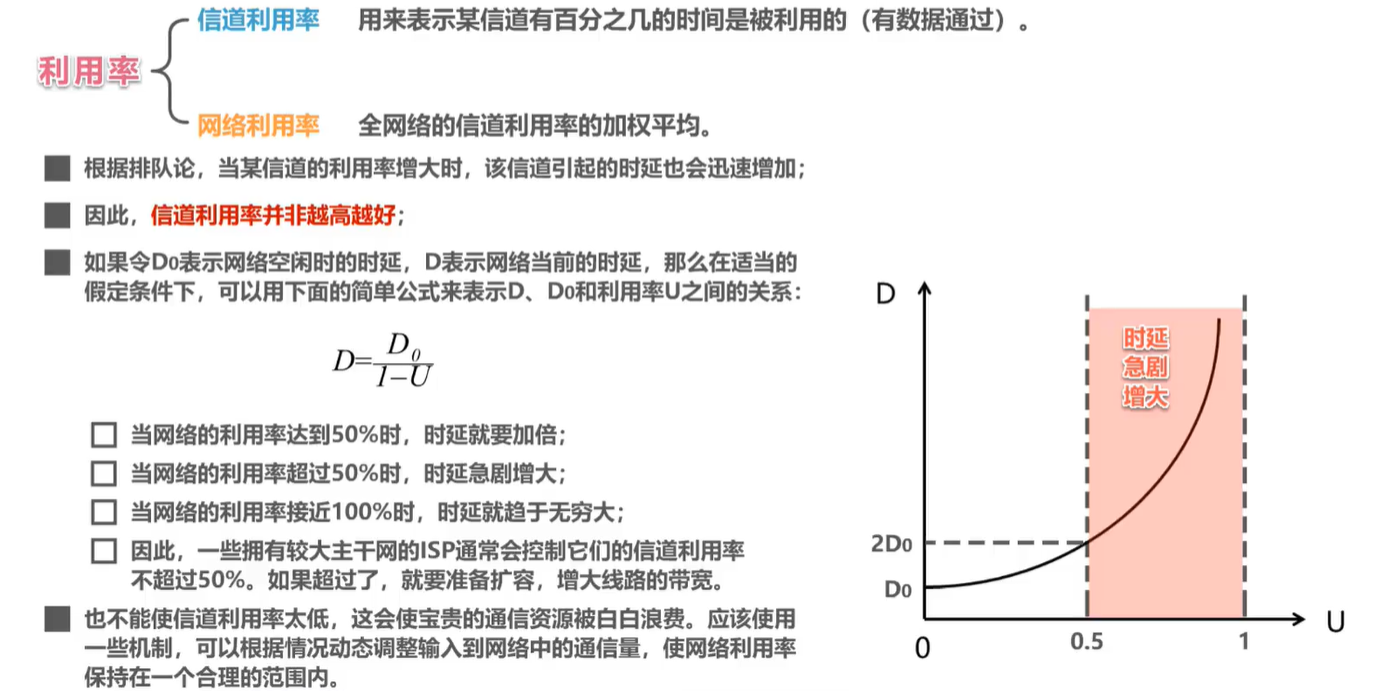 利用率
信道利用率 用来表示某信道有百分之几的时间是被利用的（有数据通过）。
网络利用率 全网络的信道利用率的加权平均。
根据排队论，当某信道的利用率增大时，该信道引起的时延也会迅速增加；
因此，信道利用率并非越高越好；
如果令D0表示网络空闲时的时延，D表示网络当前的时延，那么在适当的
假定条件下，可以用下面的简单公式来表示D、D0和利用率U之间的关系：
D=D0/1-U
当网络的利用率达到50%时，时延就要加倍；
当网络的利用率超过50%时，时延急剧增大；
当网络的利用率接近100%时，时延就趋于无穷大；
因此，一些拥有较大主干网的ISP通常会控制它们的信道利用率
不超过50%。如果超过了，就要准备扩容，增大线路的带宽。
也不能使信道利用率太低，这会使宝贵的通信资源被白白浪费。应该使用
一些机制，可以根据情况动态调整输入到网络中的通信量，使网络利用率
保持在一个合理的范围内。
D
时延
急剧
增大
2D0
D0
0
0.5
1
U